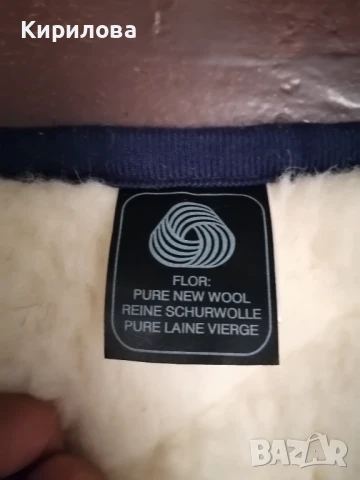 Кирилова
FLOR:
PURE NEW WOOL
REINE SCHURWOLLE
PURE LAINE VIERGE
BAZAR